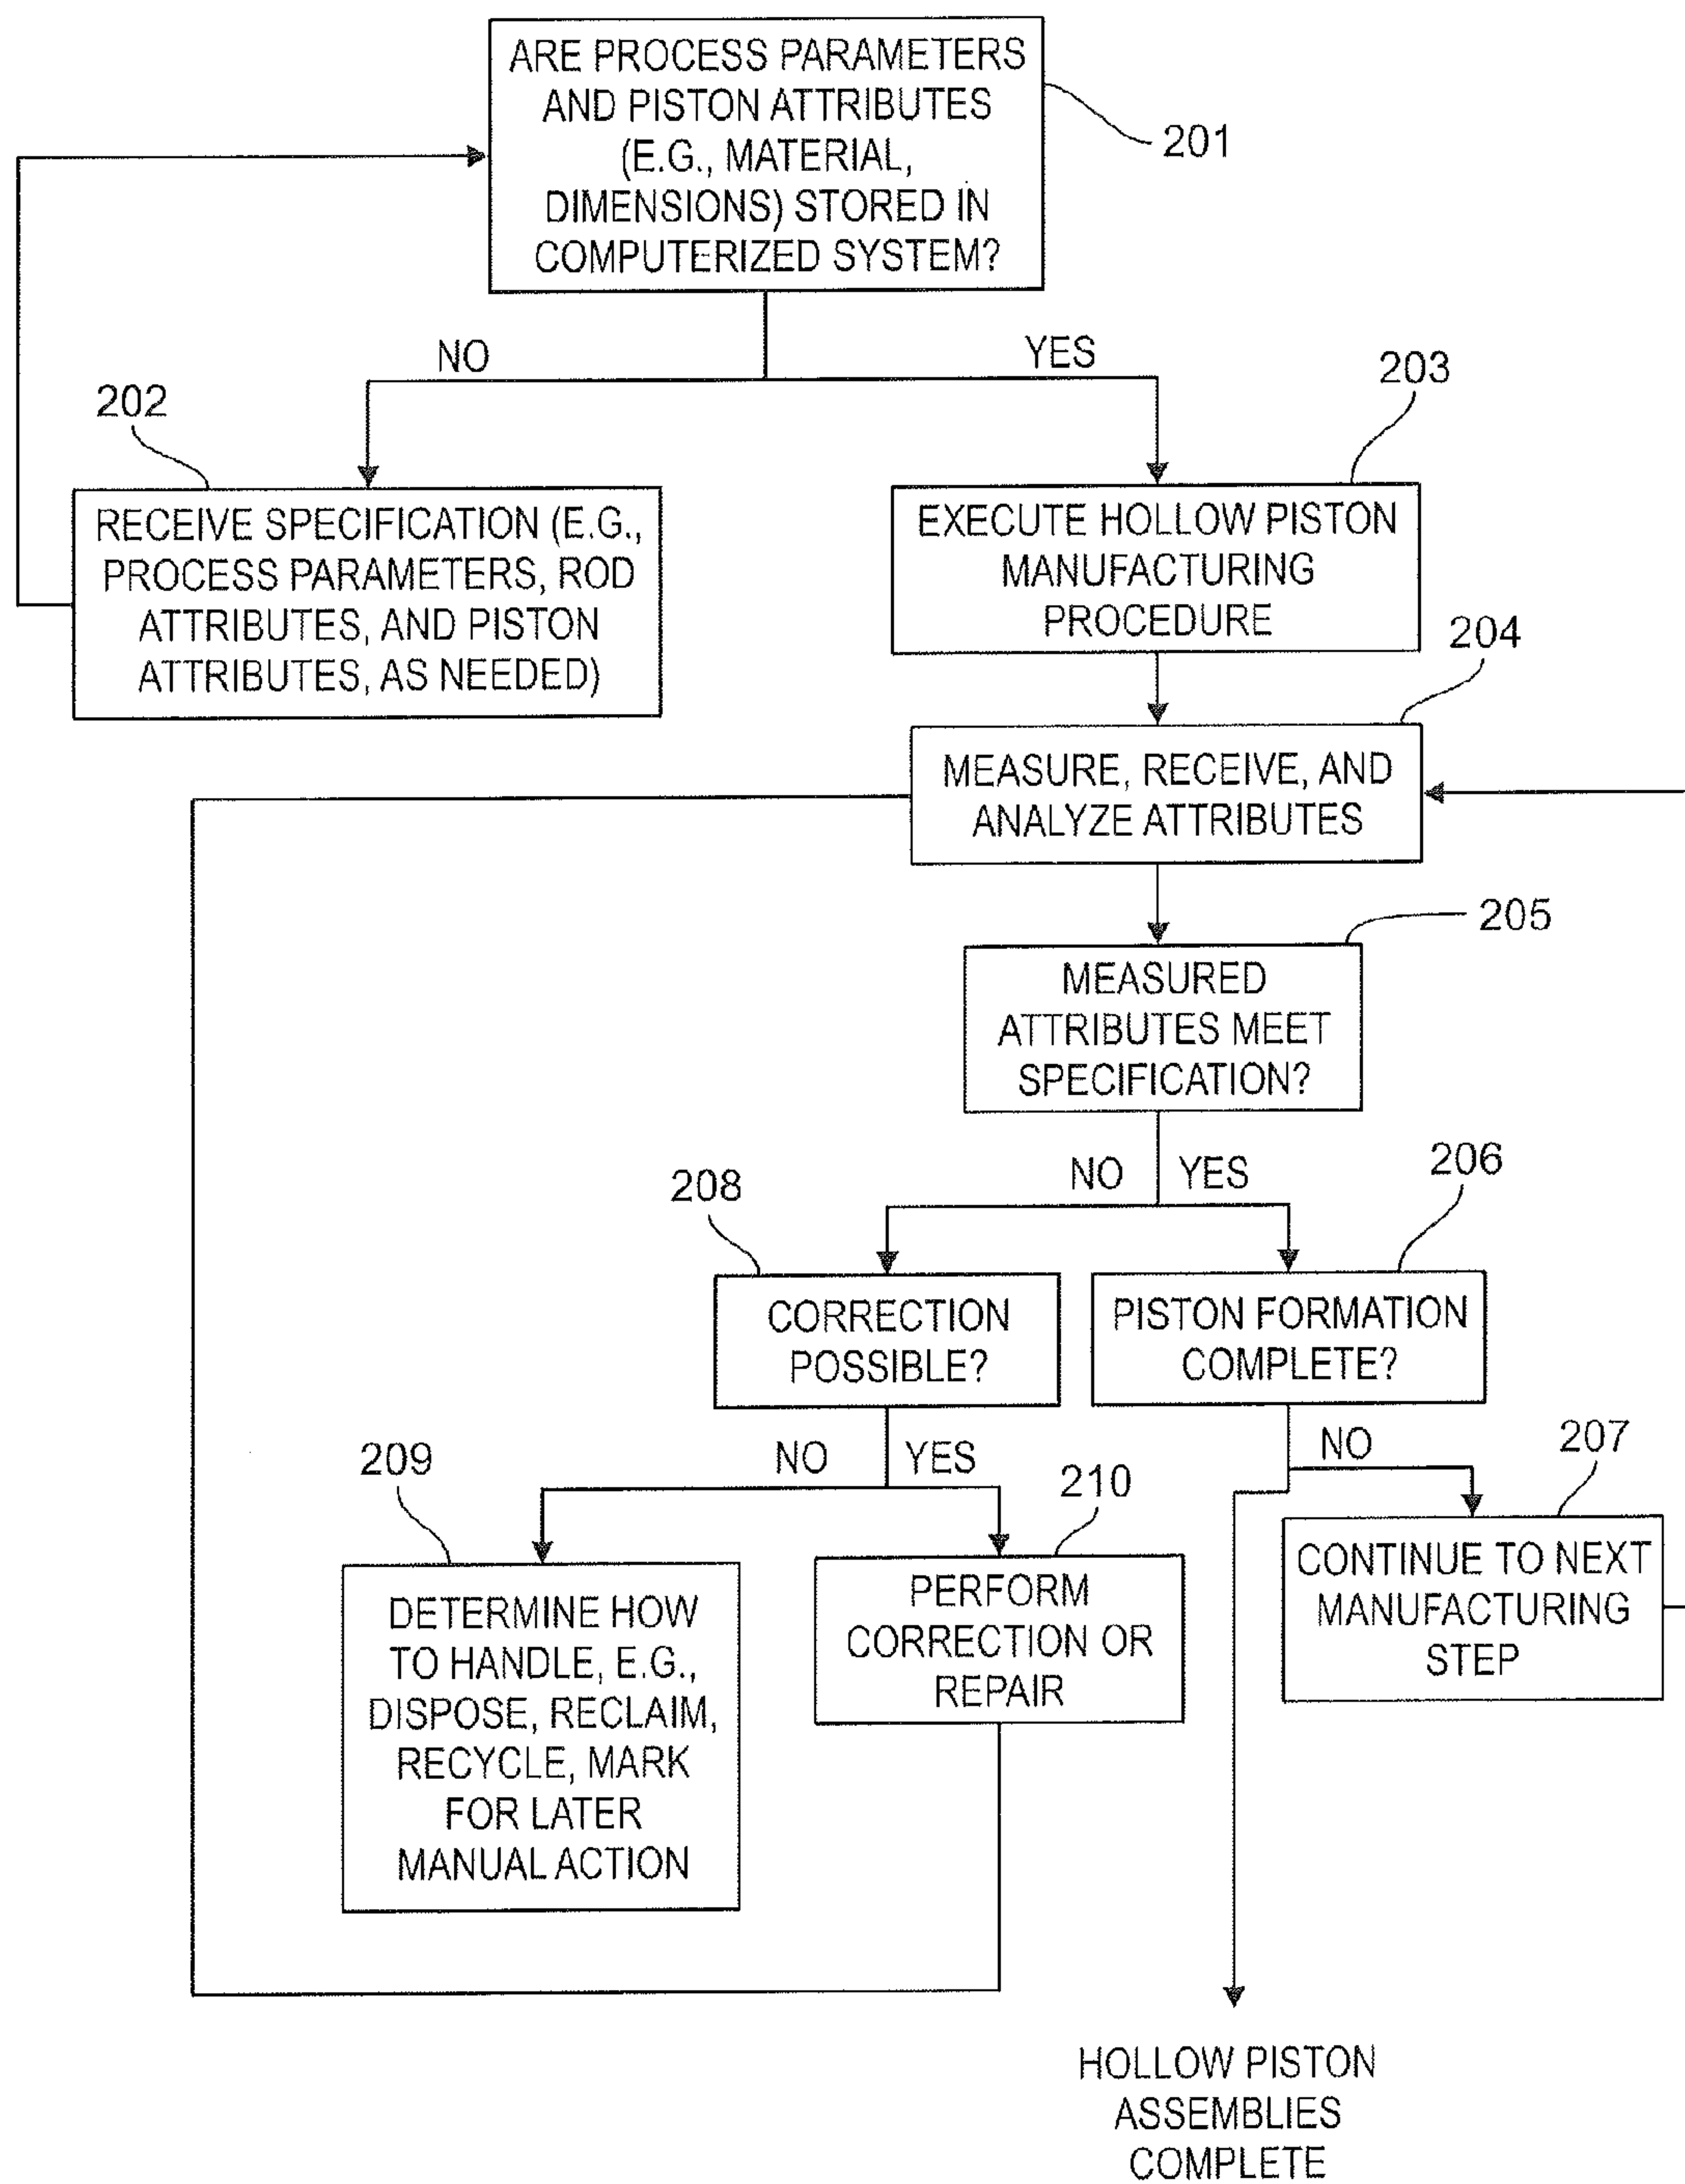 ARE PROCESS PARAMETERS
AND PISTON ATTRIBUTES
(E.G., MATERIAL,
DIMENSIONS) STORED IN
COMPUTERIZED SYSTEM?
201
NO
YES
202
203
RECEIVE SPECIFICATION (E.G.,
PROCESS PARAMETERS, ROD
ATTRIBUTES, AND PISTON
ATTRIBUTES, AS NEEDED)
EXECUTE HOLLOW PISTON
MANUFACTURING
PROCEDURE
204
MEASURE, RECEIVE, AND
ANALYZE ATTRIBUTES
205
MEASURED
ATTRIBUTES MEET
SPECIFICATION?
NO
YES
208
206
CORRECTION
POSSIBLE?
PISTON FORMATION
COMPLETE?
NO
YES
NO
209
210
207
DETERMINE HOW
TO HANDLE, E.G.,
DISPOSE, RECLAIM,
RECYCLE, MARK
FOR LATER
MANUAL ACTION
PERFORM
CORRECTION OR
REPAIR
CONTINUE TO NEXT
MANUFACTURING
STEP
HOLLOW PISTON
ASSEMBLIES
COMPLETE